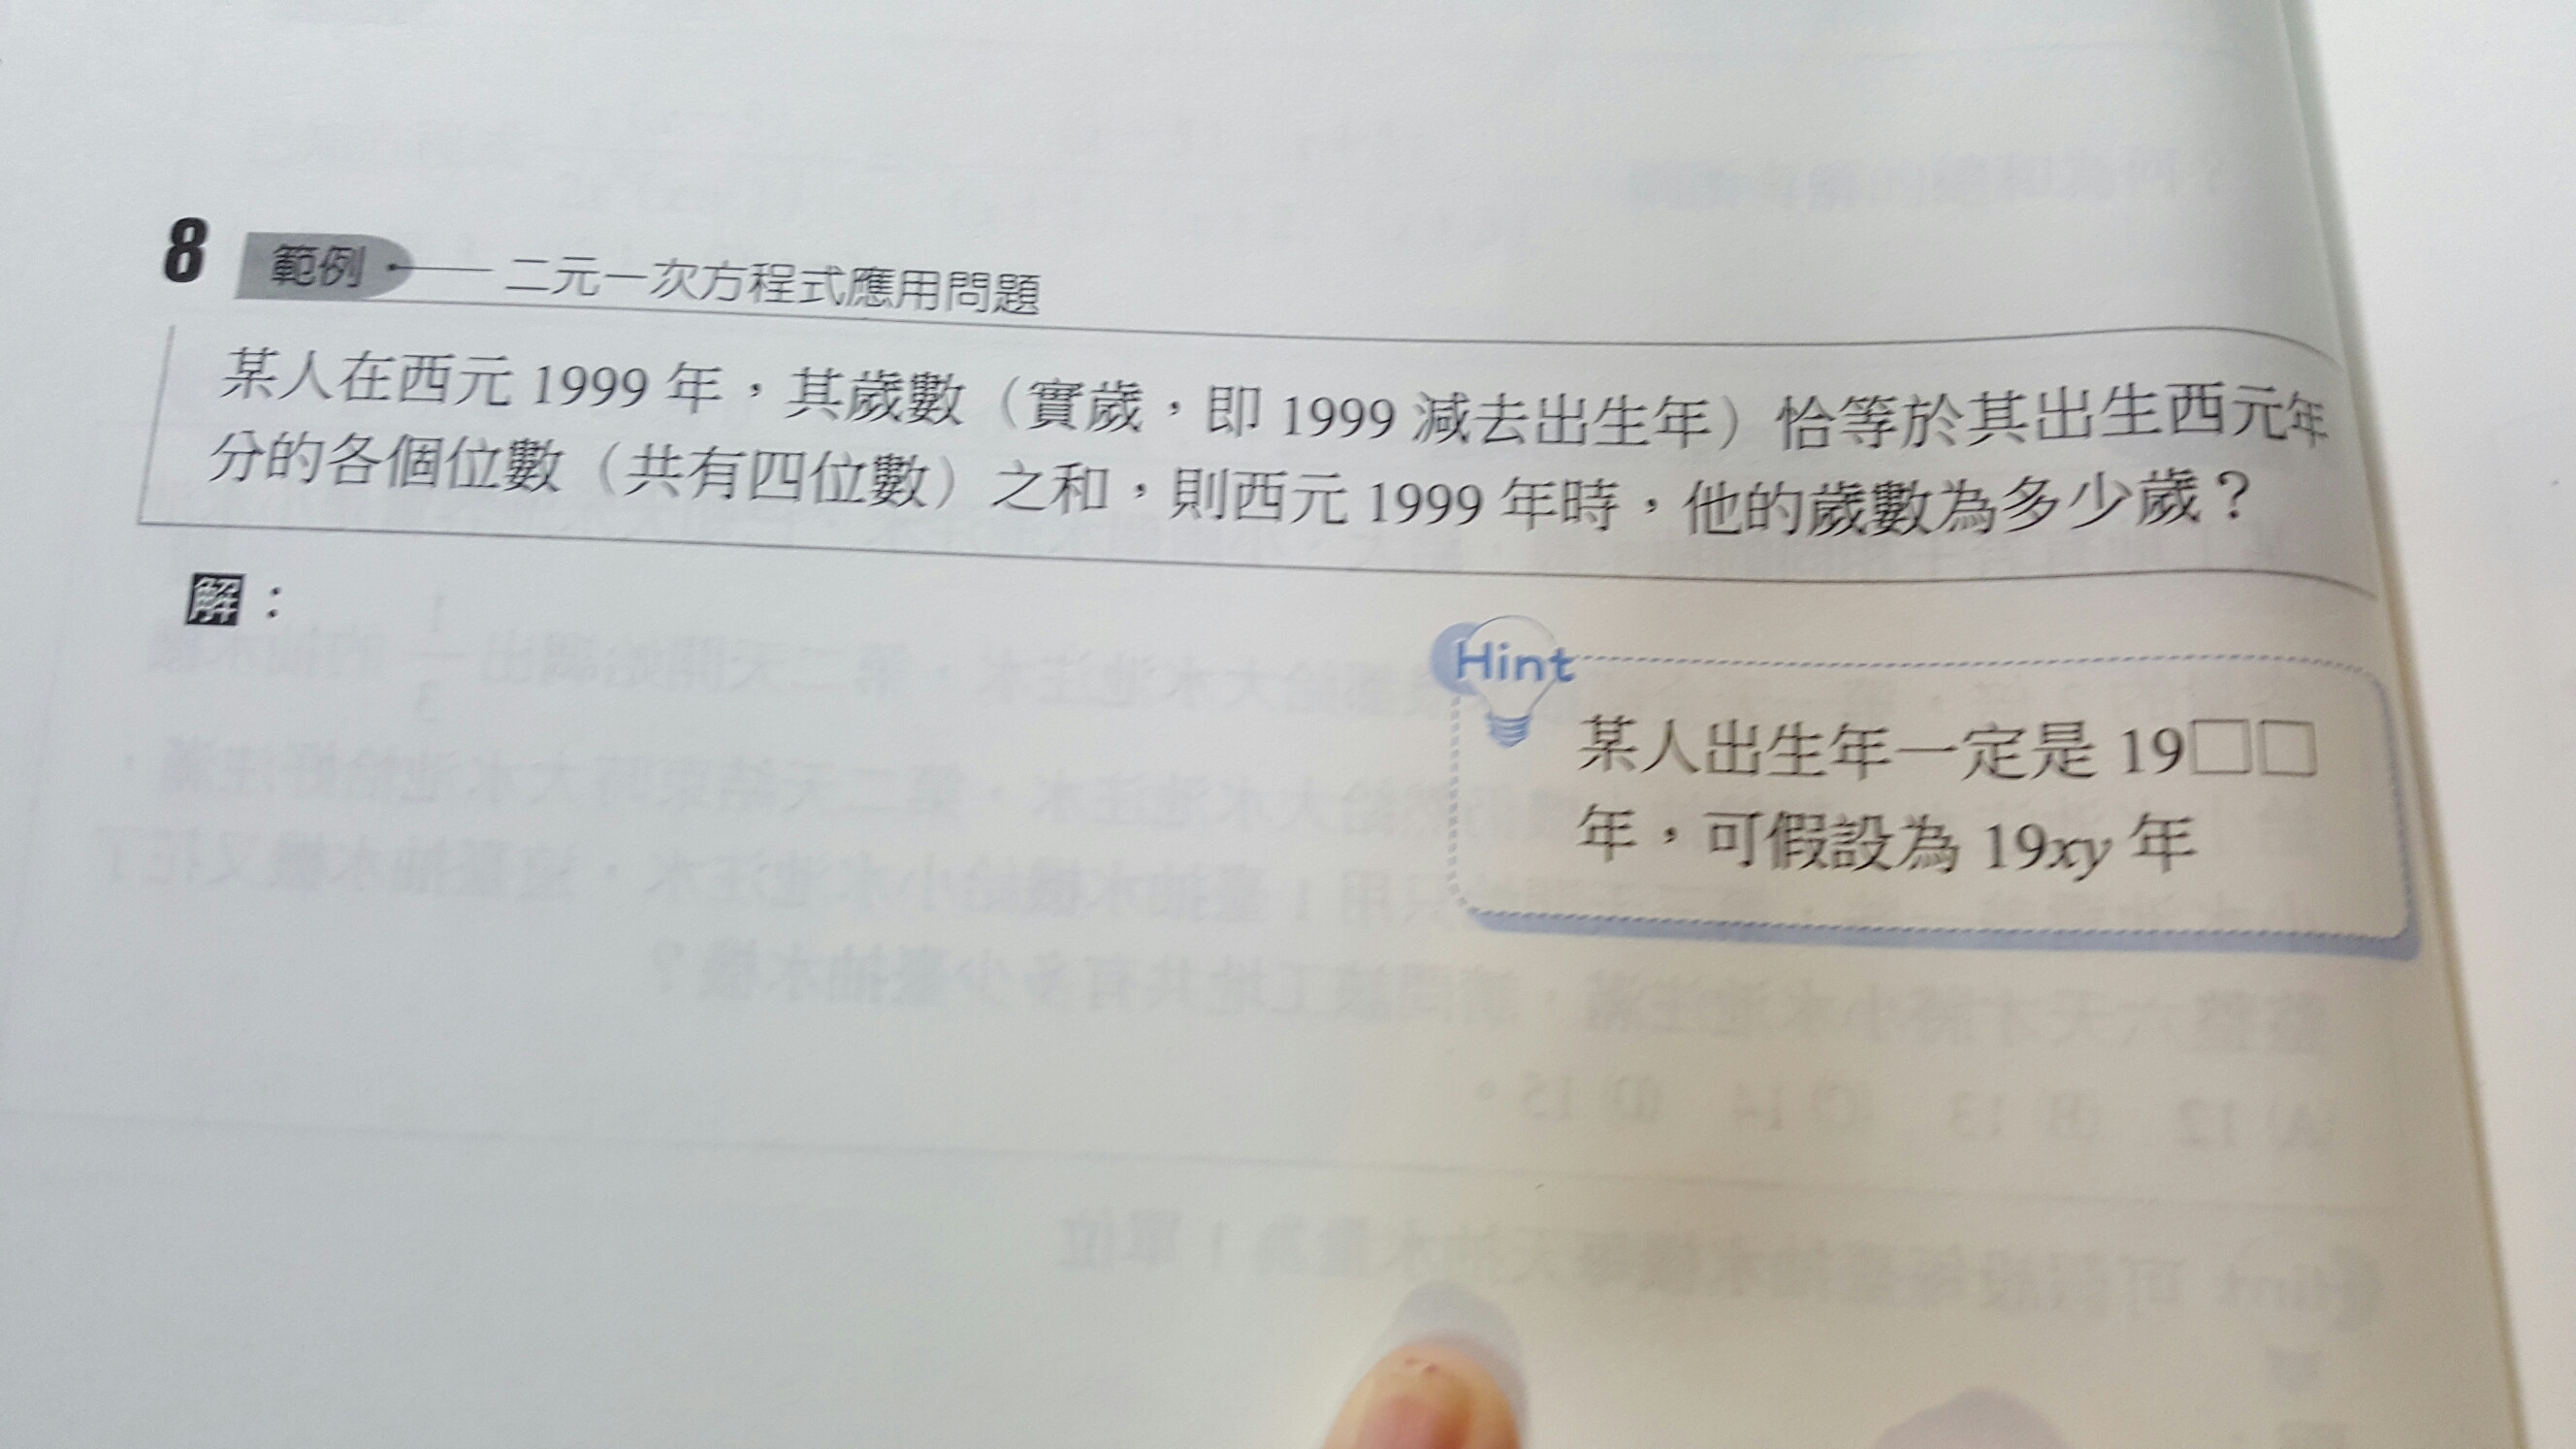 8 範例 二元一次方程式應用問題
某人在西元 1999 年，其歲數（實歲，即 1999 減去出生年）恰等於其出生西元年
分的各個位數（共有四位數）之和，則西元 1999 年時，他的歲數為多少歲？
解：
Hint
某人出生年一定是 19□□
年，可假設為 19xy 年